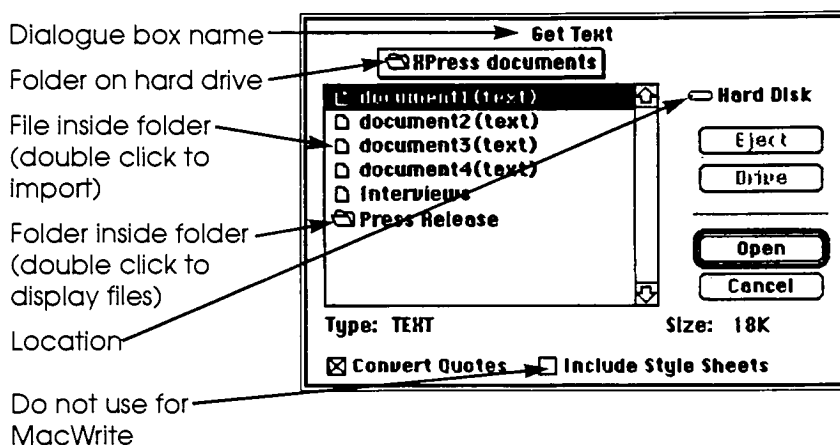 Dialogue box name
Folder on hard drive
File inside folder
(double click to
import)
Folder inside folder
(double click to
display files)
Location
Do not use for
MacWrite
Get Text
XPress documents
document1(text)
document2(text)
document3(text)
document4(text)
Interviews
Press Release
Hard Disk
Eject
Drive
Open
Cancel
Type: TEXT
Size: 18K
Convert Quotes
Include Style Sheets